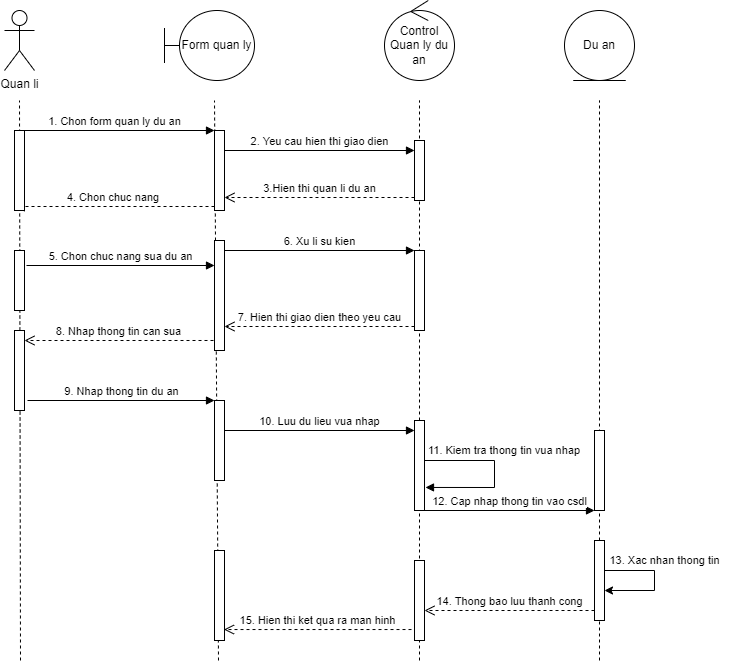 Quan li
Form quan ly
Control
Quan ly du
an
Du an
1. Chon form quan ly du an
2. Yeu cau hien thi giao dien
3.Hien thi quan li du an
4. Chon chuc nang
5. Chon chuc nang sua du an
6. Xu li su kien
7. Hien thi giao dien theo yeu cau
8. Nhap thong tin can sua
9. Nhap thong tin du an
10. Luu du lieu vua nhap
11. Kiem tra thong tin vua nhap
12. Cap nhap thong tin vao csdl
13. Xac nhan thong tin
14. Thong bao luu thanh cong
15. Hien thi ket qua ra man hinh